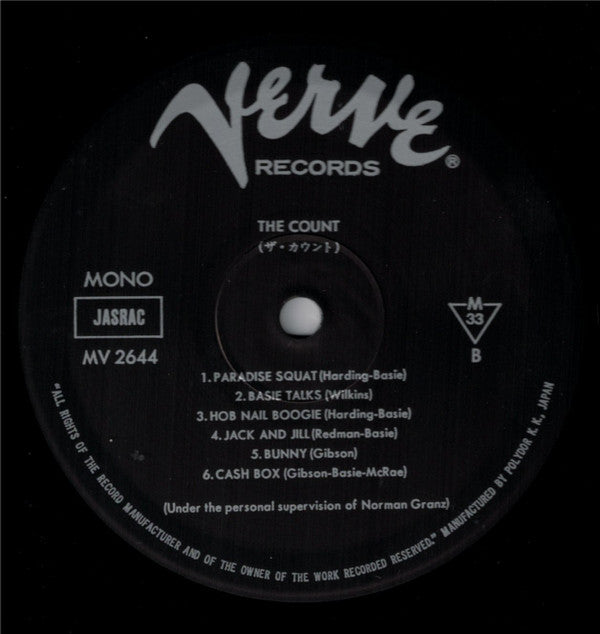 Verve®
RECORDS
THE COUNT
(ザ・カウント)
MONO
JASRAC
MV 2644
M
33
B
1. PARADISE SQUAT (Harding-Basie)
2. BASIE TALKS (Wilkins)
3. HOB NAIL BOOGIE (Harding-Basie)
4. JACK AND JILL (Redman-Basie)
5. BUNNY (Gibson)
6. CASH BOX (Gibson-Basie-McRae)
(Under the personal supervision of Norman Granz)
"ALL RIGHTS OF THE RECORD MANUFACTURER AND OF THE OWNER OF THE WORK RECORDED RESERVED." MANUFACTURED BY POLYDOR K. K., JAPAN